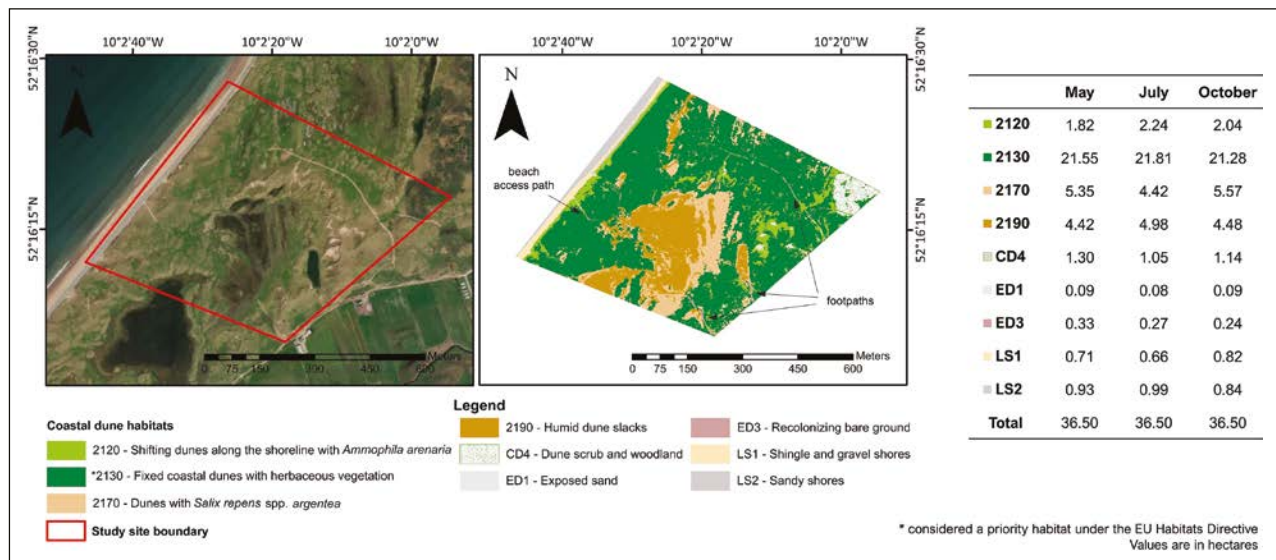 10°2'40"W 10°2'20"W 10°2'0"W
52°16'30"N
52°16'15"N
N
Meters
0 75 150 300 450 600
10°2'40"W 10°2'20"W 10°2'0"W
52°16'30"N
52°16'15"N
N
beach
access path
footpaths
Meters
0 75 150 300 450 600
May July October
2120 1.82 2.24 2.04
2130 21.55 21.81 21.28
2170 5.35 4.42 5.57
2190 4.42 4.98 4.48
CD4 1.30 1.05 1.14
ED1 0.09 0.08 0.09
ED3 0.33 0.27 0.24
LS1 0.71 0.66 0.82
LS2 0.93 0.99 0.84
Total 36.50 36.50 36.50
Legend
Coastal dune habitats
2120 - Shifting dunes along the shoreline with Ammophila arenaria
*2130 - Fixed coastal dunes with herbaceous vegetation
2170 - Dunes with Salix repens spp. argentea
Study site boundary
2190 - Humid dune slacks
CD4 - Dune scrub and woodland
ED1 - Exposed sand
ED3 - Recolonizing bare ground
LS1 - Shingle and gravel shores
LS2 - Sandy shores
* considered a priority habitat under the EU Habitats Directive
Values are in hectares